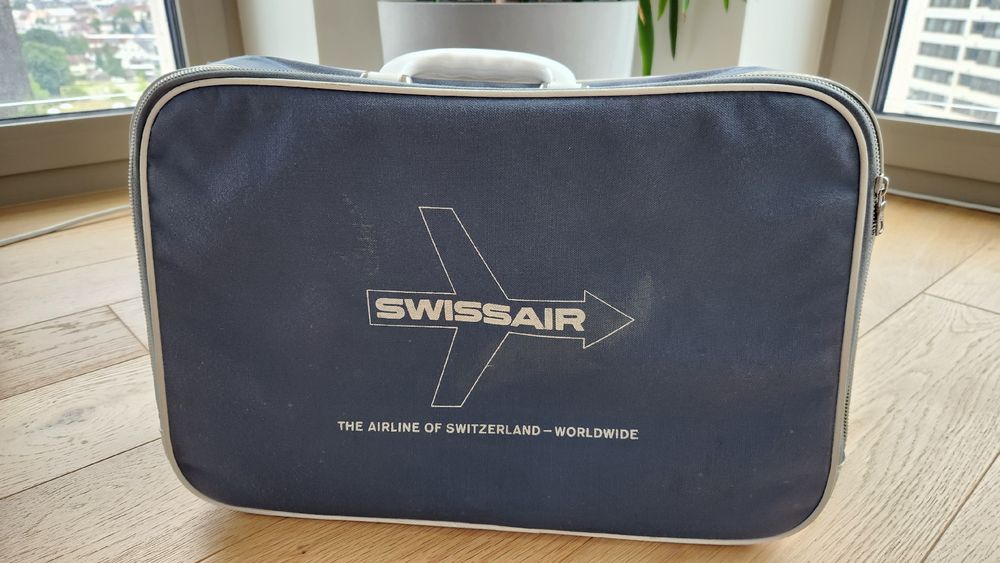 SWISSAIR
THE AIRLINE OF SWITZERLAND – WORLDWIDE